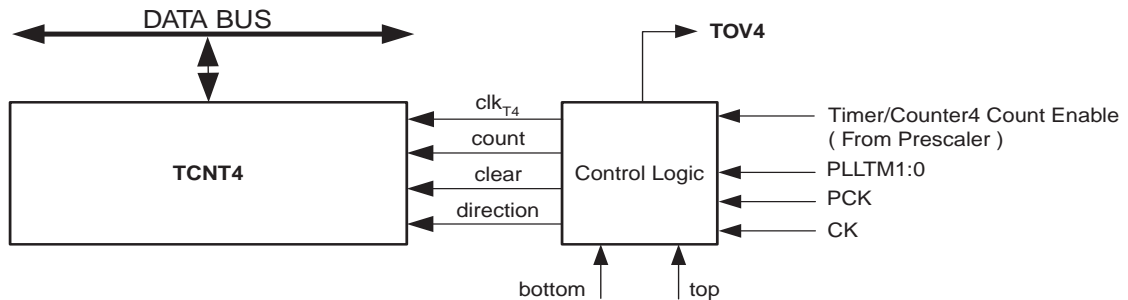 DATA BUS
TOV4
clkT4
count
clear
direction
TCNT4
Control Logic
Timer/Counter4 Count Enable
( From Prescaler )
PLLTM1:0
PCK
CK
bottom
top